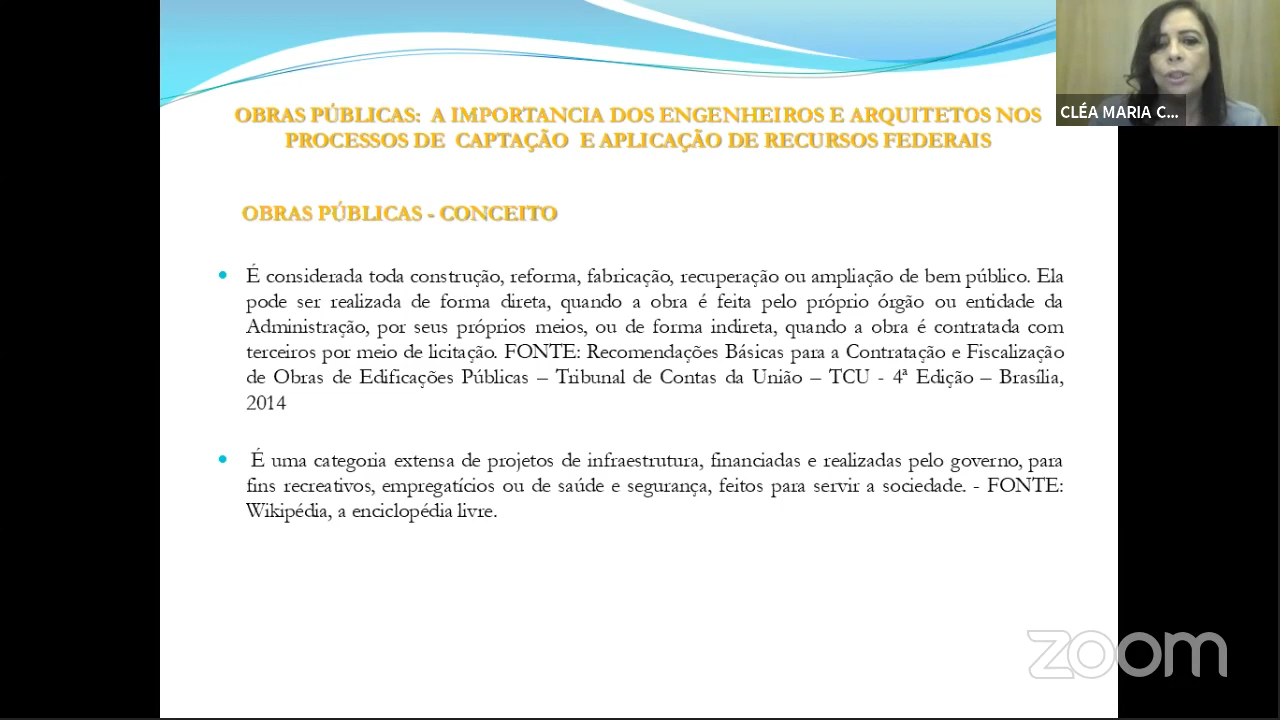 OBRAS PÚBLICAS: A IMPORTANCIA DOS ENGENHEIROS E ARQUITETOS NOS
PROCESSOS DE CAPTAÇÃO E APLICAÇÃO DE RECURSOS FEDERAIS
CLÉA MARIA C...
OBRAS PÚBLICAS - CONCEITO
• É considerada toda construção, reforma, fabricação, recuperação ou ampliação de bem público. Ela
pode ser realizada de forma direta, quando a obra é feita pelo próprio órgão ou entidade da
Administração, por seus próprios meios, ou de forma indireta, quando a obra é contratada com
terceiros por meio de licitação. FONTE: Recomendações Básicas para a Contratação e Fiscalização
de Obras de Edificações Públicas – Tribunal de Contas da União – TCU - 4ª Edição – Brasília,
2014
• É uma categoria extensa de projetos de infraestrutura, financiadas e realizadas pelo governo, para
fins recreativos, empregatícios ou de saúde e segurança, feitos para servir a sociedade. - FONTE:
Wikipédia, a enciclopédia livre.
zoom